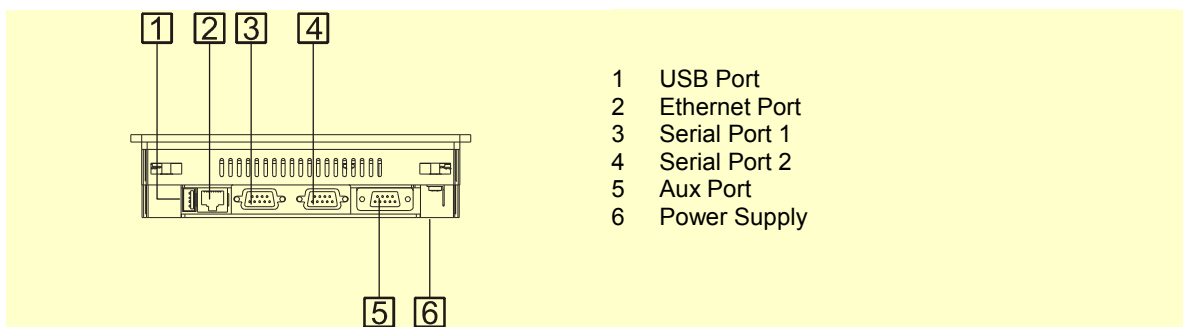 1 2 3 4
1 USB Port
2 Ethernet Port
3 Serial Port 1
4 Serial Port 2
5 Aux Port
6 Power Supply
5 6